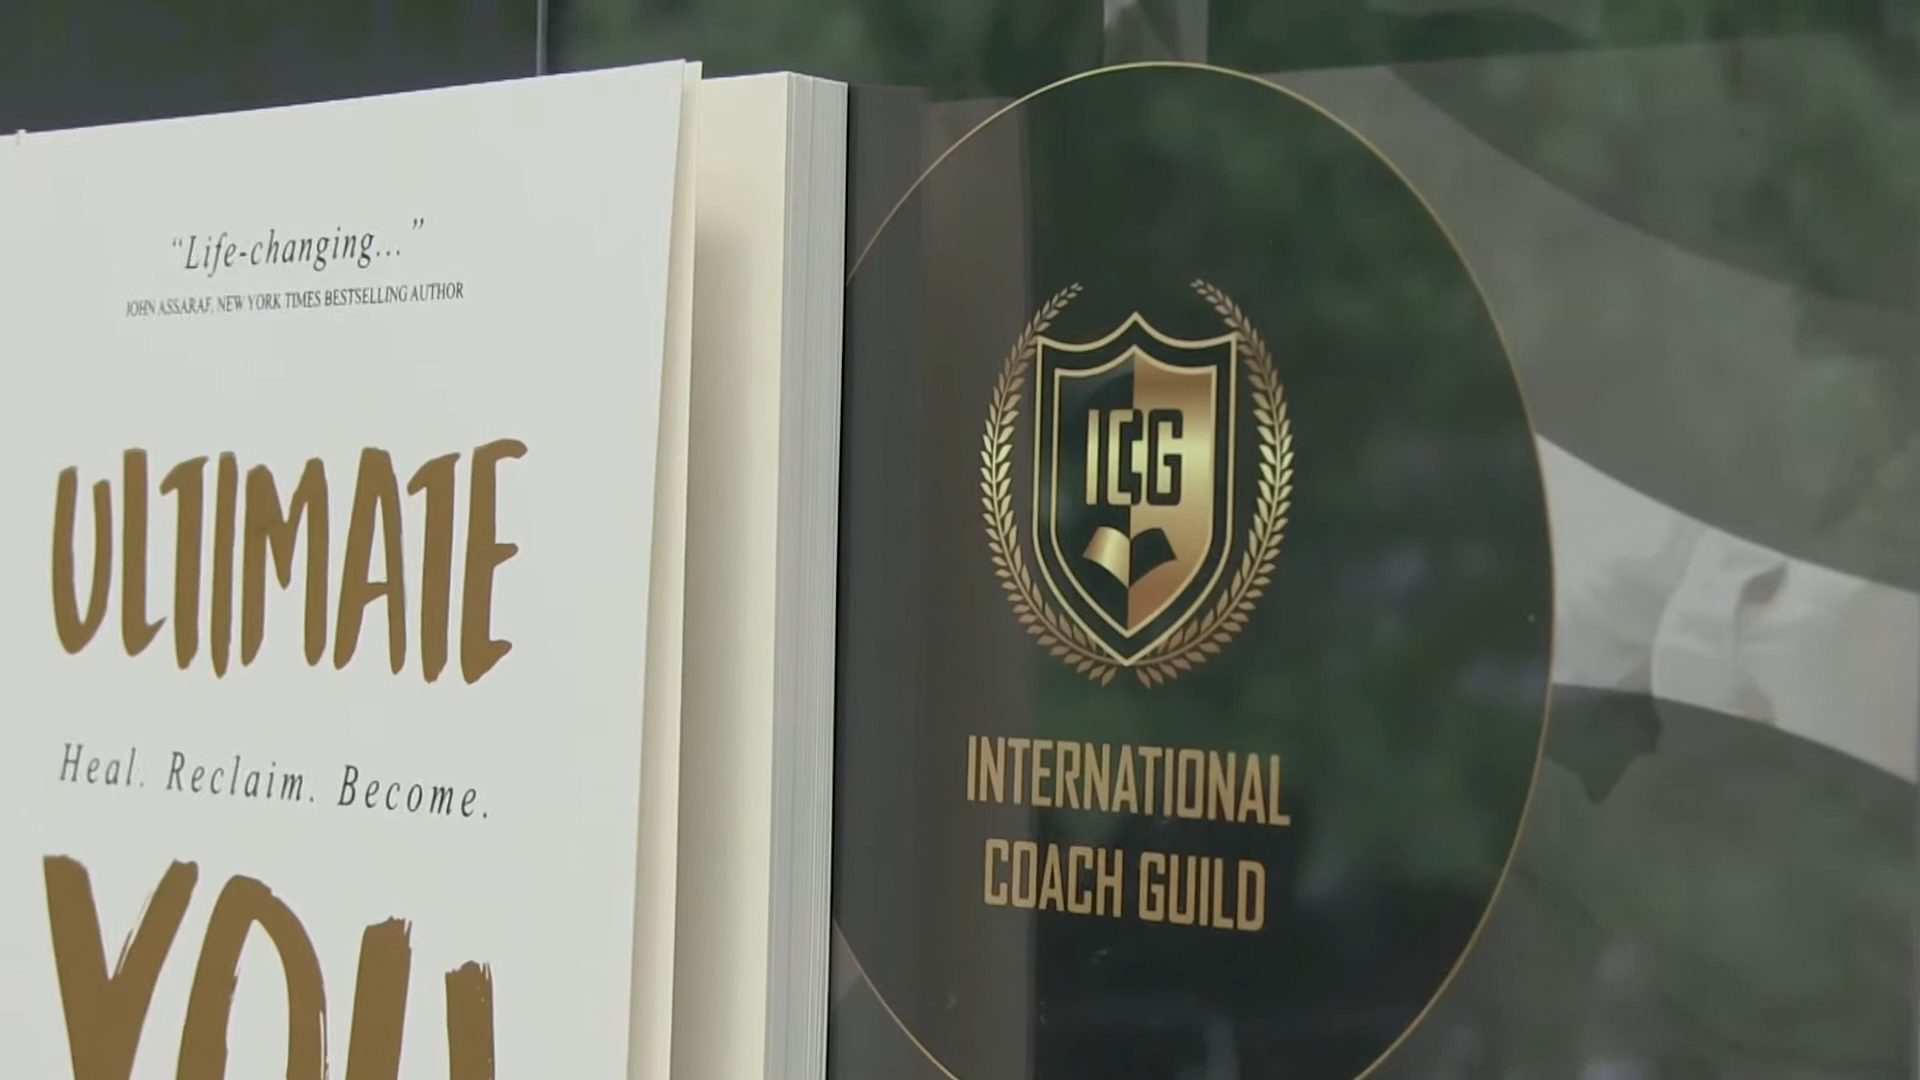 “Life-changing...”
JOHN ASSARAF, NEW YORK TIMES BESTSELLING AUTHOR
ULTIMATE
Heal. Reclaim. Become.
YOU
ICG
INTERNATIONAL
COACH GUILD